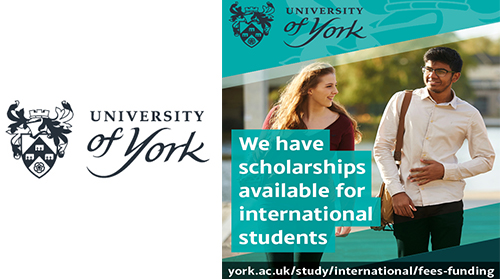 UNIVERSITY
of York
UNIVERSITY
of York
We have
scholarships
available for
international
students
york.ac.uk/study/international/fees-funding